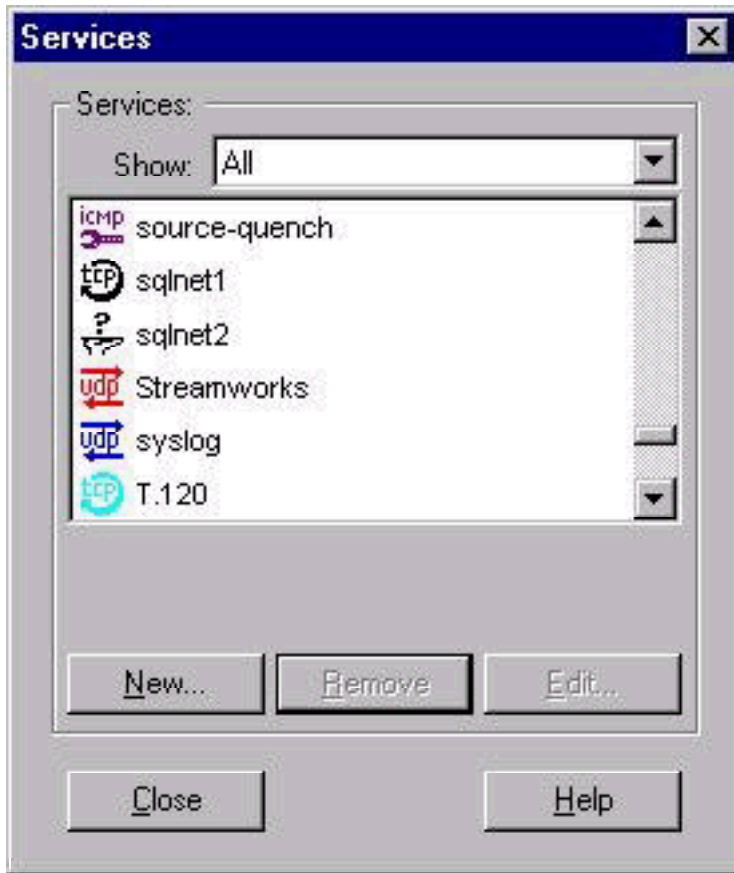 Services
Services:
Show: All
icmp source-quench
tcp sqlnet1
? sqlnet2
udp Streamworks
udp syslog
tcp T.120
New... Remove Edit...
Close Help